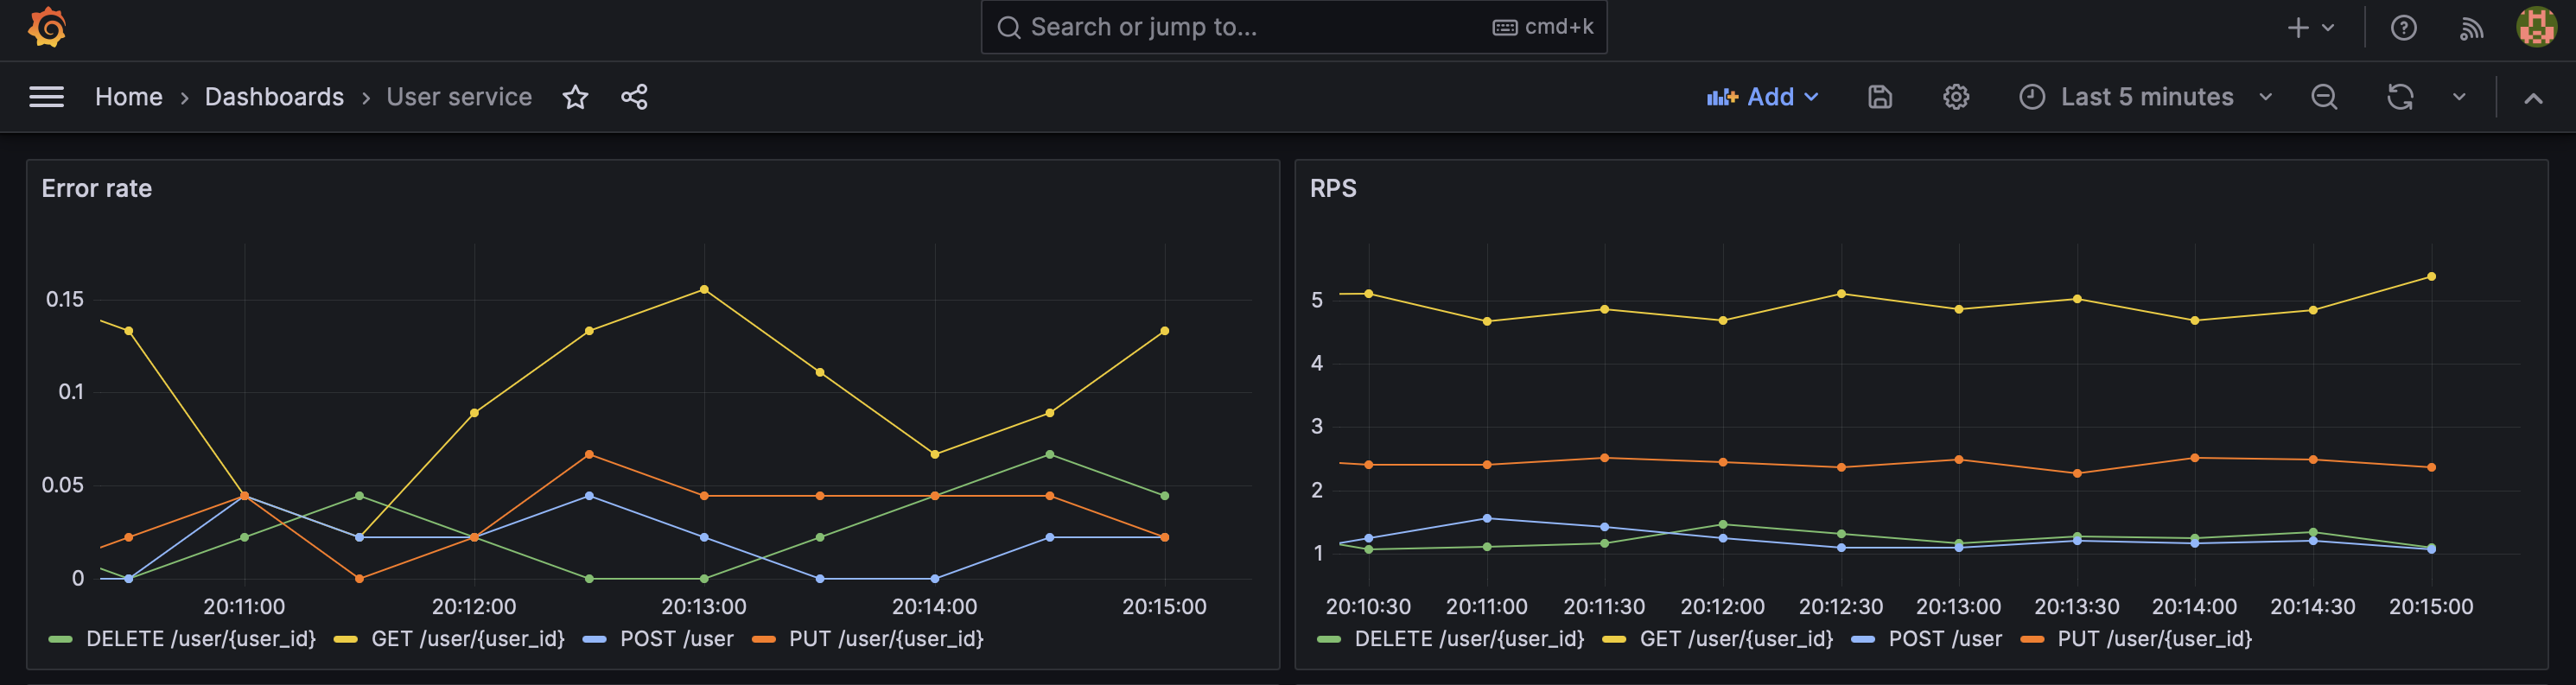 Search or jump to... cmd+k
Home › Dashboards › User service Add Last 5 minutes
Error rate
0.15
0.1
0.05
0
20:11:00 20:12:00 20:13:00 20:14:00 20:15:00
DELETE /user/{user_id} GET /user/{user_id} POST /user PUT /user/{user_id}
RPS
5
4
3
2
1
20:10:30 20:11:00 20:11:30 20:12:00 20:12:30 20:13:00 20:13:30 20:14:00 20:14:30 20:15:00
DELETE /user/{user_id} GET /user/{user_id} POST /user PUT /user/{user_id}